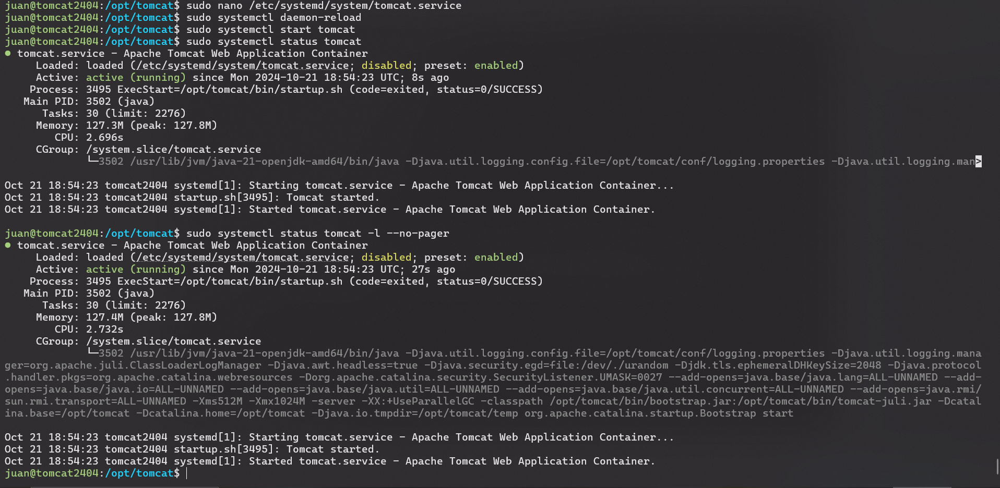 juan@tomcat2404:/opt/tomcat$ sudo nano /etc/systemd/system/tomcat.service
juan@tomcat2404:/opt/tomcat$ sudo systemctl daemon-reload
juan@tomcat2404:/opt/tomcat$ sudo systemctl start tomcat
juan@tomcat2404:/opt/tomcat$ sudo systemctl status tomcat
● tomcat.service - Apache Tomcat Web Application Container
     Loaded: loaded (/etc/systemd/system/tomcat.service; disabled; preset: enabled)
     Active: active (running) since Mon 2024-10-21 18:54:23 UTC; 8s ago
    Process: 3495 ExecStart=/opt/tomcat/bin/startup.sh (code=exited, status=0/SUCCESS)
   Main PID: 3502 (java)
      Tasks: 30 (limit: 2276)
     Memory: 127.3M (peak: 127.8M)
        CPU: 2.696s
     CGroup: /system.slice/tomcat.service
             └─3502 /usr/lib/jvm/java-21-openjdk-amd64/bin/java -Djava.util.logging.config.file=/opt/tomcat/conf/logging.properties -Djava.util.logging.man>

Oct 21 18:54:23 tomcat2404 systemd[1]: Starting tomcat.service - Apache Tomcat Web Application Container...
Oct 21 18:54:23 tomcat2404 startup.sh[3495]: Tomcat started.
Oct 21 18:54:23 tomcat2404 systemd[1]: Started tomcat.service - Apache Tomcat Web Application Container.

juan@tomcat2404:/opt/tomcat$ sudo systemctl status tomcat -l --no-pager
● tomcat.service - Apache Tomcat Web Application Container
     Loaded: loaded (/etc/systemd/system/tomcat.service; disabled; preset: enabled)
     Active: active (running) since Mon 2024-10-21 18:54:23 UTC; 27s ago
    Process: 3495 ExecStart=/opt/tomcat/bin/startup.sh (code=exited, status=0/SUCCESS)
   Main PID: 3502 (java)
      Tasks: 30 (limit: 2276)
     Memory: 127.4M (peak: 127.8M)
        CPU: 2.732s
     CGroup: /system.slice/tomcat.service
             └─3502 /usr/lib/jvm/java-21-openjdk-amd64/bin/java -Djava.util.logging.config.file=/opt/tomcat/conf/logging.properties -Djava.util.logging.mana
ger=org.apache.juli.ClassLoaderLogManager -Djava.awt.headless=true -Djava.security.egd=file:/dev/./urandom -Djdk.tls.ephemeralDHKeySize=2048 -Djava.protocol
.handler.pkgs=org.apache.catalina.webresources -Dorg.apache.catalina.security.SecurityListener.UMASK=0027 --add-opens=java.base/java.lang=ALL-UNNAMED --add-
opens=java.base/java.io=ALL-UNNAMED --add-opens=java.base/java.util=ALL-UNNAMED --add-opens=java.base/java.util.concurrent=ALL-UNNAMED --add-opens=java.rmi/
sun.rmi.transport=ALL-UNNAMED -Xms512M -Xmx1024M -server -XX:+UseParallelGC -classpath /opt/tomcat/bin/bootstrap.jar:/opt/tomcat/bin/tomcat-juli.jar -Dcatal
ina.base=/opt/tomcat -Dcatalina.home=/opt/tomcat -Djava.io.tmpdir=/opt/tomcat/temp org.apache.catalina.startup.Bootstrap start

Oct 21 18:54:23 tomcat2404 systemd[1]: Starting tomcat.service - Apache Tomcat Web Application Container...
Oct 21 18:54:23 tomcat2404 startup.sh[3495]: Tomcat started.
Oct 21 18:54:23 tomcat2404 systemd[1]: Started tomcat.service - Apache Tomcat Web Application Container.
juan@tomcat2404:/opt/tomcat$